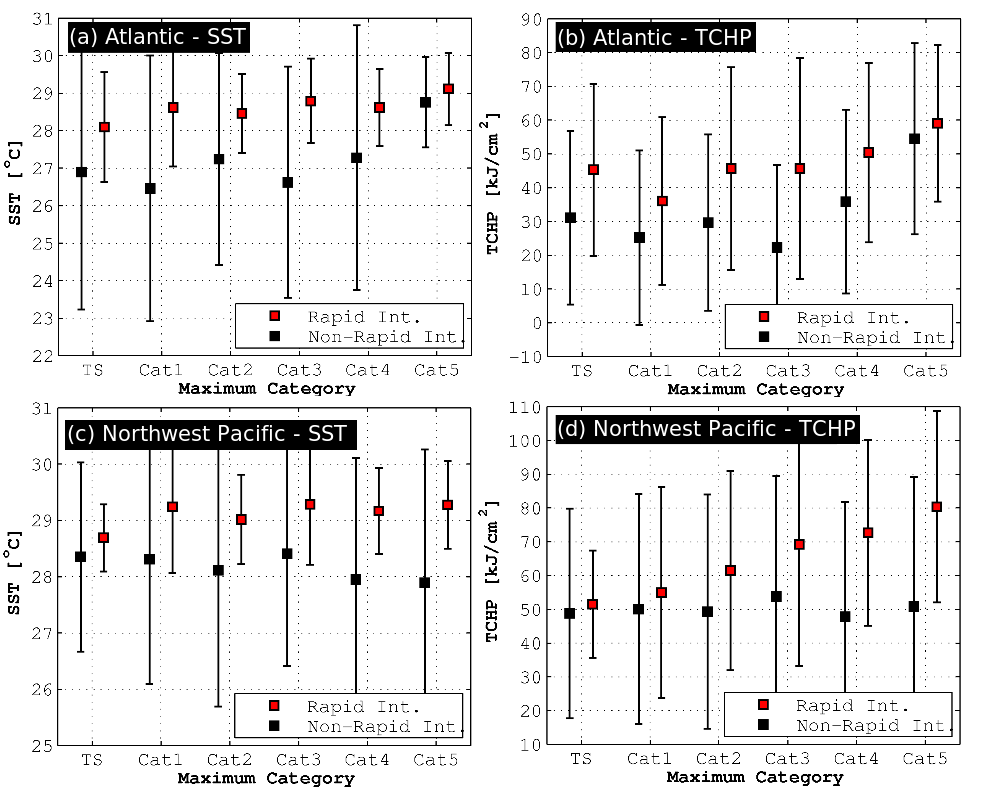 (a) Atlantic - SST
31
30
29
28
27
26
25
24
23
22
SST [°C]
Rapid Int.
Non-Rapid Int.
TS Cat1 Cat2 Cat3 Cat4 Cat5
Maximum Category
(b) Atlantic - TCHP
90
80
70
60
50
40
30
20
10
0
-10
TCHP [kJ/cm²]
Rapid Int.
Non-Rapid Int.
TS Cat1 Cat2 Cat3 Cat4 Cat5
Maximum Category
(c) Northwest Pacific - SST
31
30
29
28
27
26
25
SST [°C]
Rapid Int.
Non-Rapid Int.
TS Cat1 Cat2 Cat3 Cat4 Cat5
Maximum Category
(d) Northwest Pacific - TCHP
110
100
90
80
70
60
50
40
30
20
10
TCHP [kJ/cm²]
Rapid Int.
Non-Rapid Int.
TS Cat1 Cat2 Cat3 Cat4 Cat5
Maximum Category